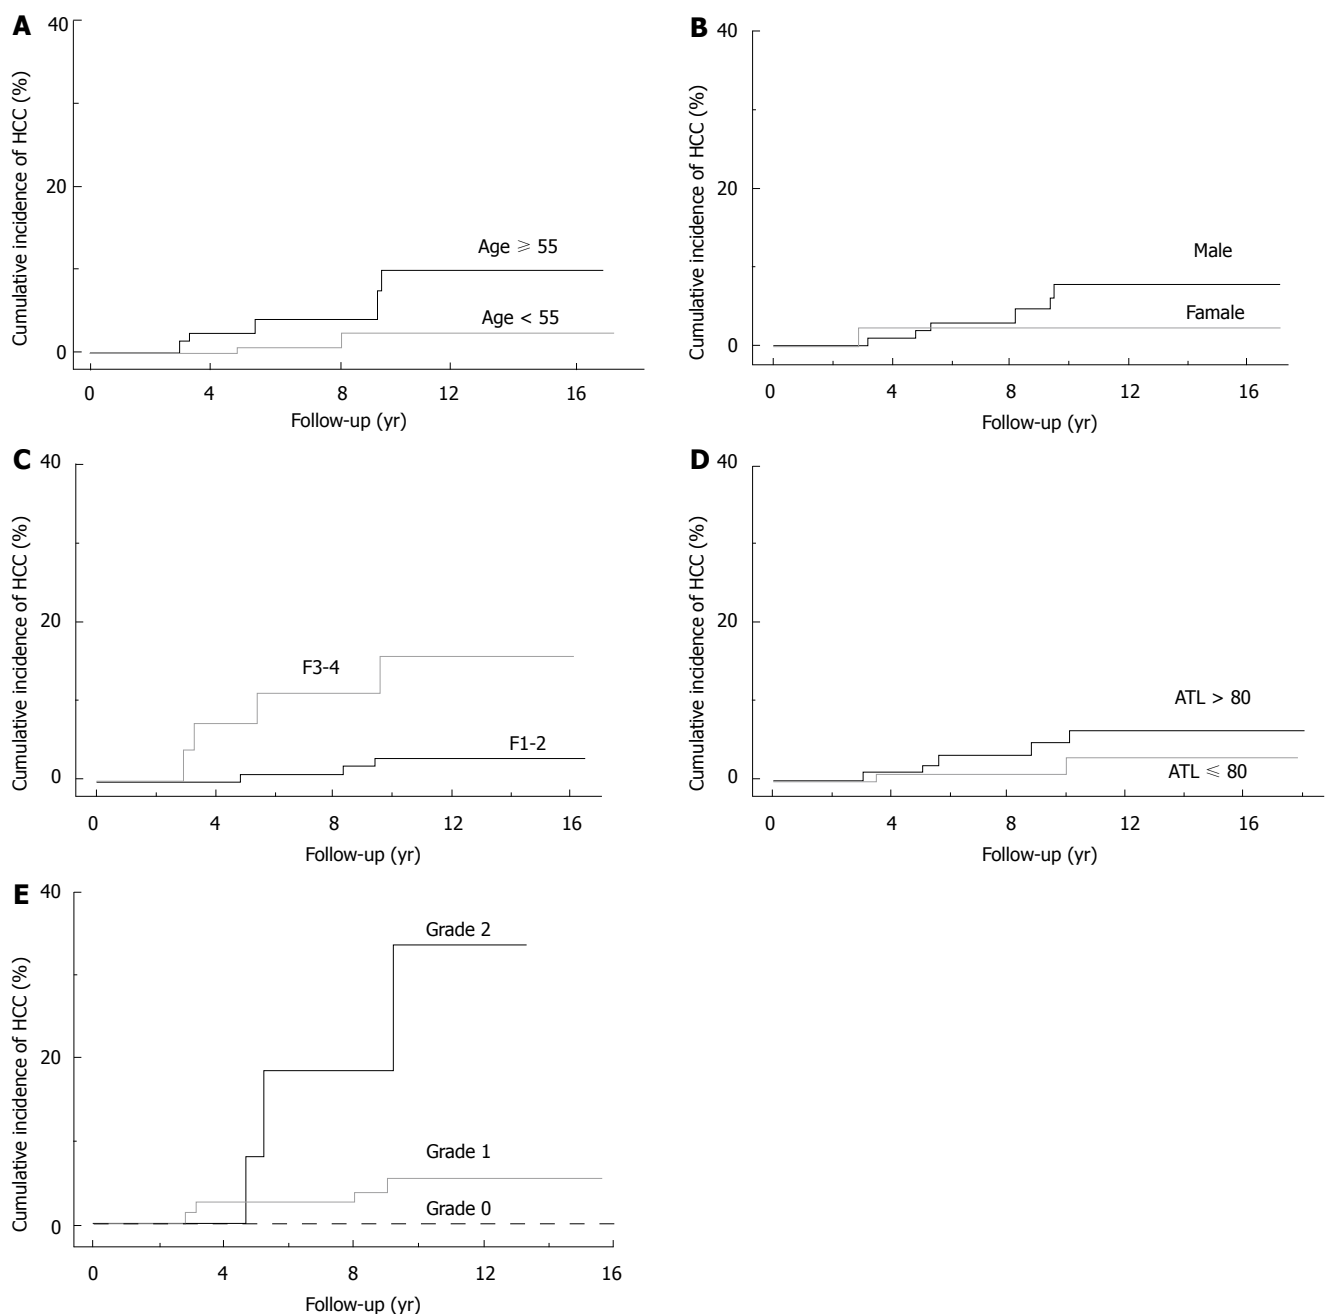 A
Cumulative incidence of HCC (%)
40
20
0
Age ⩾ 55
Age < 55
0 4 8 12 16
Follow-up (yr)
B
Cumulative incidence of HCC (%)
40
20
0
Male
Famale
0 4 8 12 16
Follow-up (yr)
C
Cumulative incidence of HCC (%)
40
20
0
F3-4
F1-2
0 4 8 12 16
Follow-up (yr)
D
Cumulative incidence of HCC (%)
40
20
0
ATL > 80
ATL ⩽ 80
0 4 8 12 16
Follow-up (yr)
E
Cumulative incidence of HCC (%)
40
20
0
Grade 2
Grade 1
Grade 0
0 4 8 12 16
Follow-up (yr)